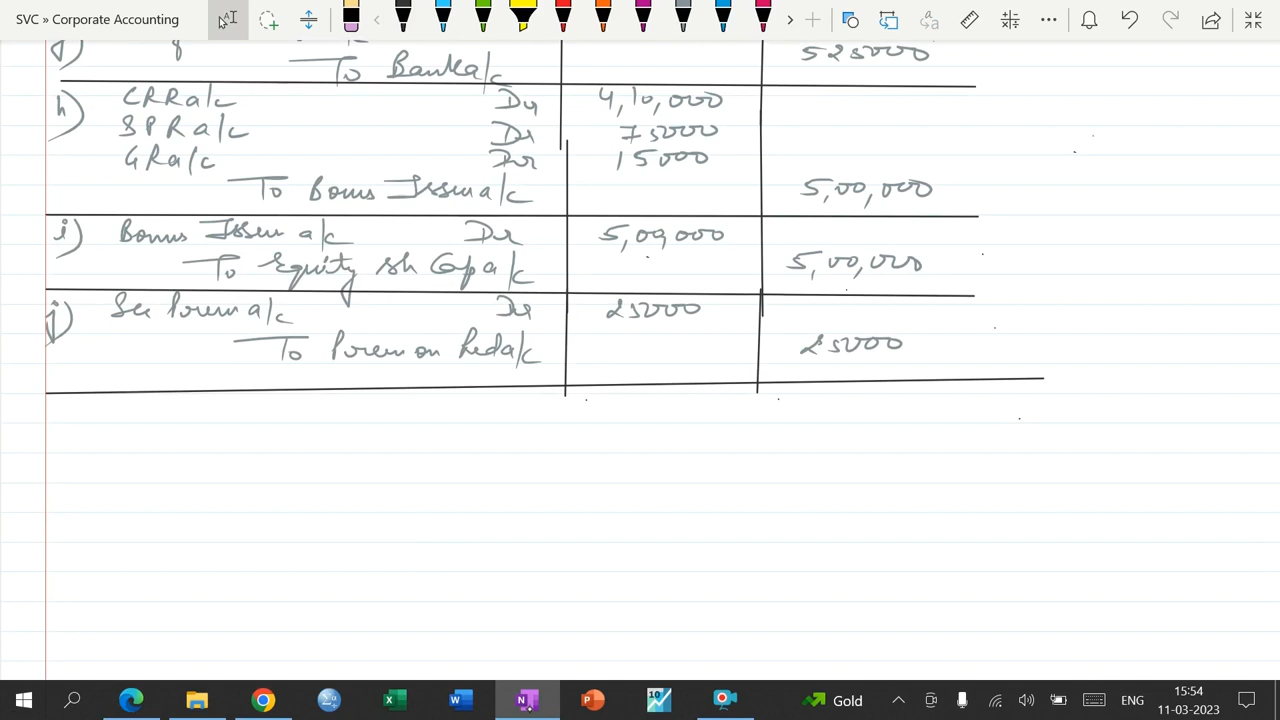 SVC » Corporate Accounting
g)
To Bank a/c 525000
h) CRR a/c Dr 4,10,000
SPR a/c Dr 75000
GR a/c Dr 15000
To Bonus Issue a/c 5,00,000
i) Bonus Issue a/c Dr 5,00,000
To Equity sh Cap a/c 5,00,000
j) Sec Prem a/c Dr 25000
To Prem on Red a/c 25000
Gold
ENG
15:54
11-03-2023